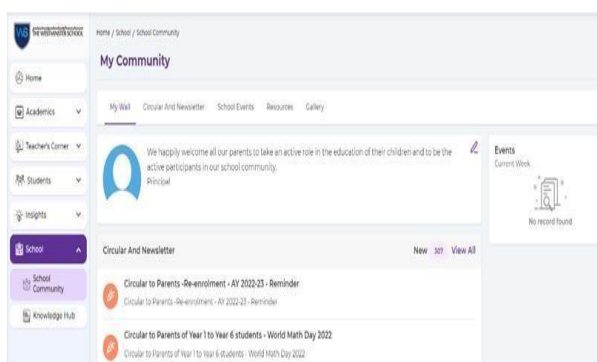 WS THE WESTMINSTER SCHOOL
Home / School / School Community
My Community
Home
Academics
Teacher's Corner
Students
Insights
School
School
Community
Knowledge Hub
My Wall Circular And Newsletter School Events Resources Gallery
We happily welcome all our parents to take an active role in the education of their children and to be the
active participants in our school community.
Principal
Events
Current Week
No record found
Circular And Newsletter New 307 View All
Circular to Parents -Re-enrolment - AY 2022-23 - Reminder
Circular to Parents -Re-enrolment - AY 2022-23 - Reminder
Circular to Parents of Year 1 to Year 6 students - World Math Day 2022
Circular to Parents of Year 1 to Year 6 students - World Math Day 2022